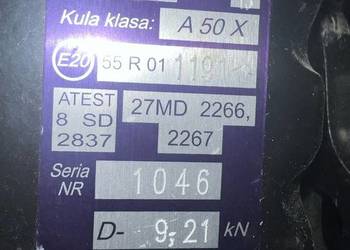 Kula klasa: A 50 X
E20 55 R 01 1191
ATEST 27MD 2266,
8 SD 2267
2837
Seria NR 1046
D- 9,21 kN